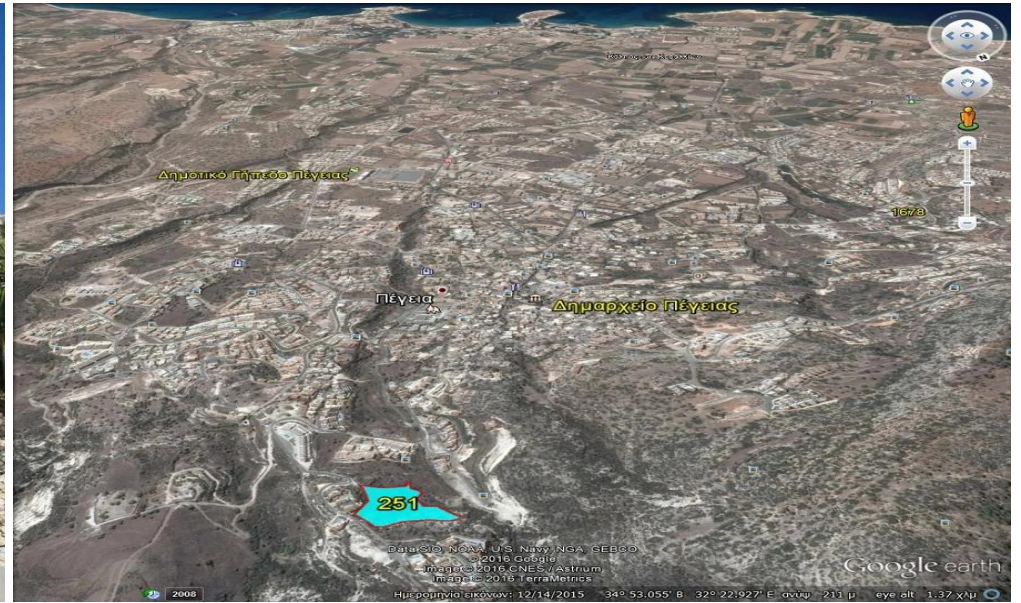 N
Δημοτικό Γήπεδο Πέγειας
1678
Πέγεια
Δημαρχείο Πέγειας
251
Data SIO, NOAA, U.S. Navy, NGA, GEBCO
© 2016 Google
Image © 2016 CNES / Astrium
Image © 2016 TerraMetrics
Google earth
2008
Ημερομηνία εικόνων: 12/14/2015 34° 53.055' Β 32° 22.927' Ε ανύψ 211 μ eye alt 1.37 χλμ